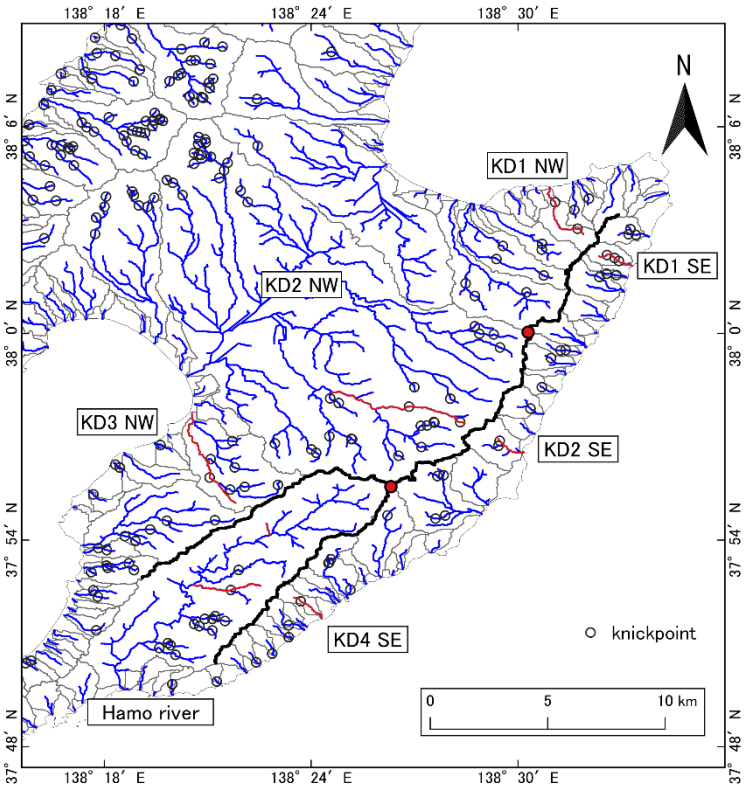 138° 18′ E
138° 24′ E
138° 30′ E
N
38° 6′ N
38° 6′ N
KD1 NW
KD1 SE
KD2 NW
38° 0′ N
38° 0′ N
KD3 NW
KD2 SE
37° 54′ N
37° 54′ N
knickpoint
KD4 SE
0 5 10 km
Hamo river
37° 48′ N
37° 48′ N
138° 18′ E
138° 24′ E
138° 30′ E